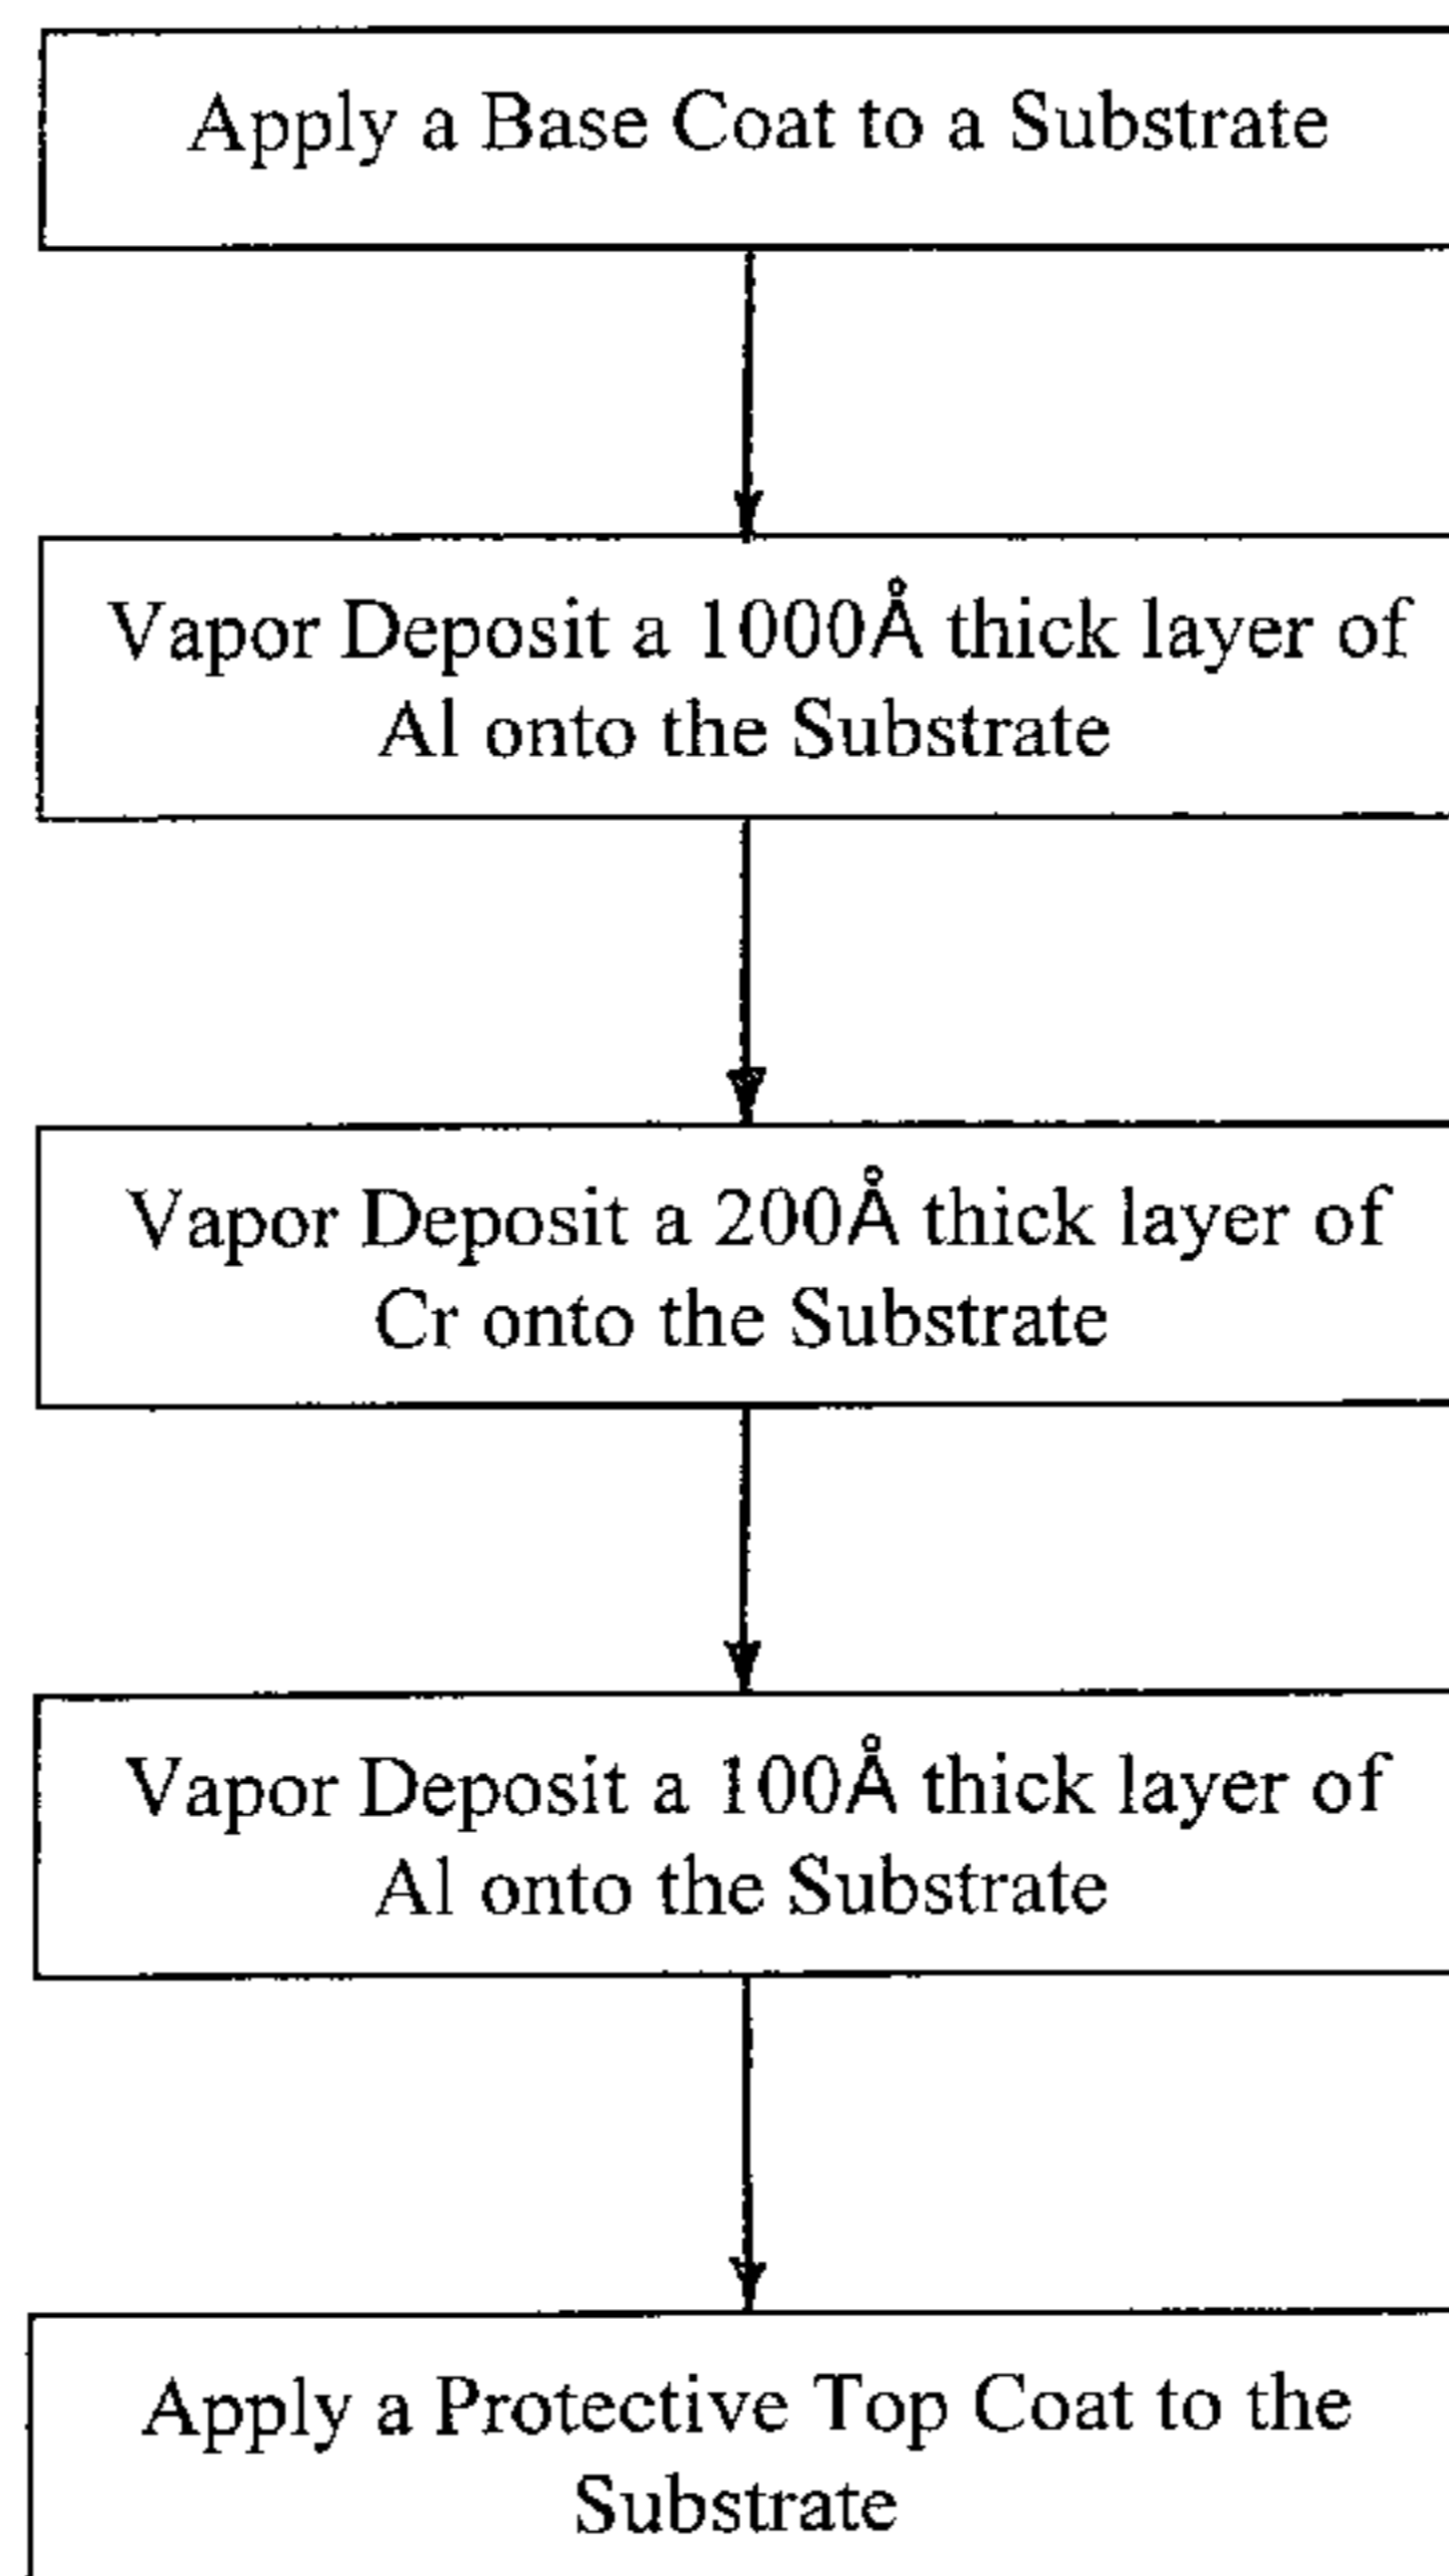 Apply a Base Coat to a Substrate
Vapor Deposit a 1000Å thick layer of
Al onto the Substrate
Vapor Deposit a 200Å thick layer of
Cr onto the Substrate
Vapor Deposit a 100Å thick layer of
Al onto the Substrate
Apply a Protective Top Coat to the
Substrate